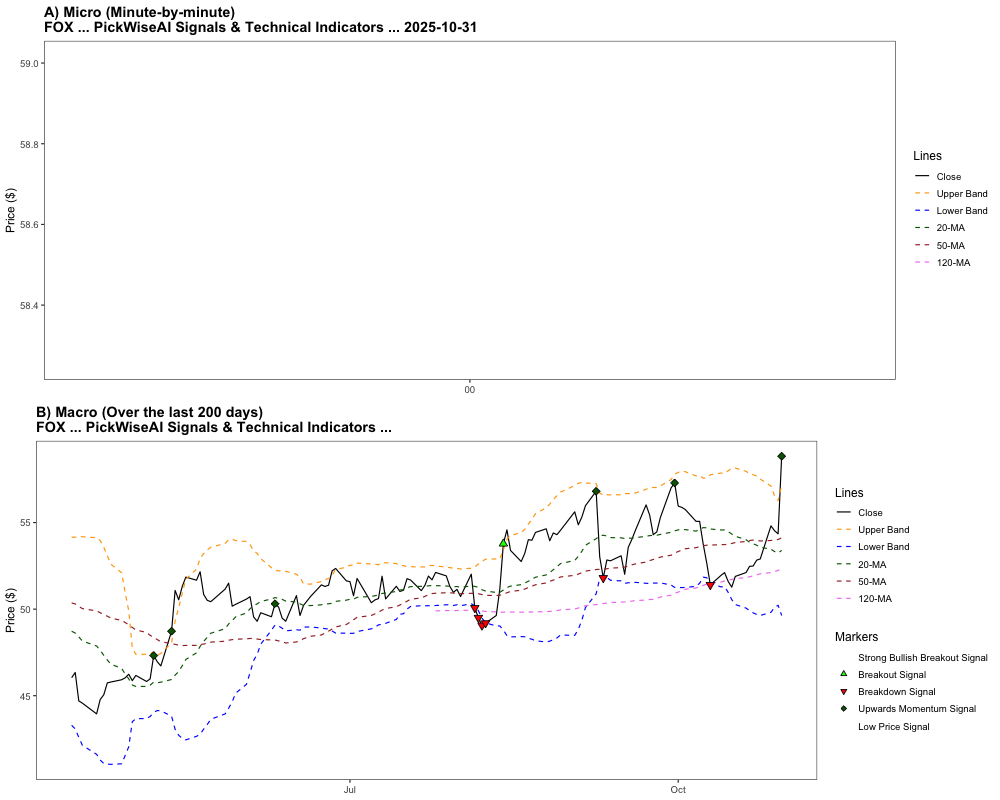 A) Micro (Minute-by-minute)
FOX ... PickWiseAI Signals & Technical Indicators ... 2025-10-31
59.0
58.8
58.6
58.4
Price ($)
00
Lines
Close
Upper Band
Lower Band
20-MA
50-MA
120-MA
B) Macro (Over the last 200 days)
FOX ... PickWiseAI Signals & Technical Indicators ...
55
50
45
Price ($)
Jul
Oct
Lines
Close
Upper Band
Lower Band
20-MA
50-MA
120-MA
Markers
Strong Bullish Breakout Signal
Breakout Signal
Breakdown Signal
Upwards Momentum Signal
Low Price Signal